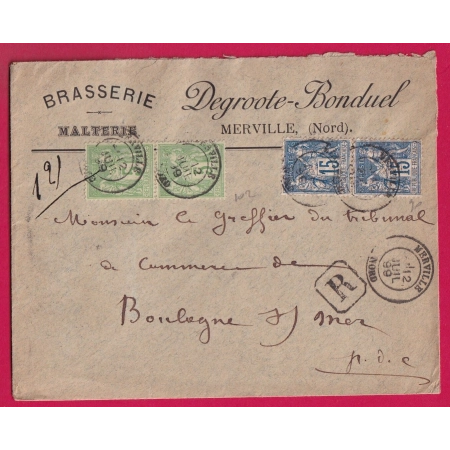 BRASSERIE
MALTERIE
Degroote-Bonduel
MERVILLE, (Nord).
15 15
Monsieur le Greffier du tribunal
de Commerce de
Boulogne s/ Mer
p.d.c
R
MERVILLE
12
JUIL
99
NORD